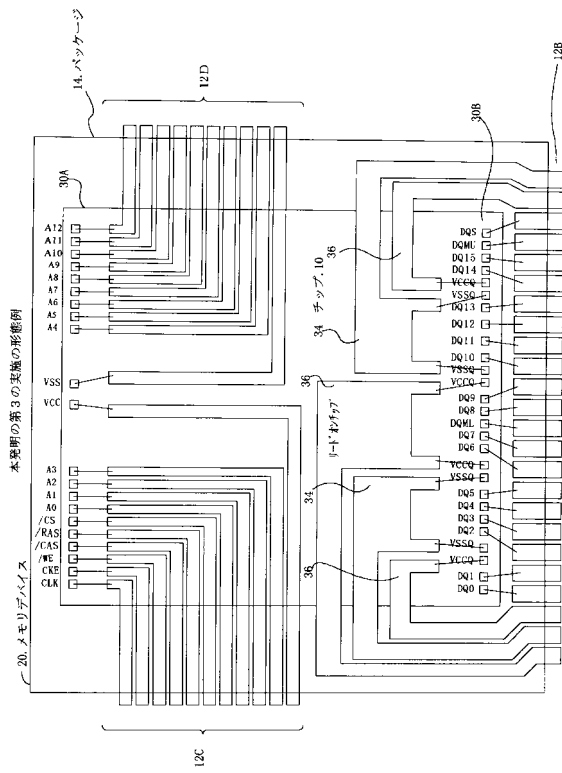 本発明の第3の実施の形態例
20. メモリデバイス
14. パッケージ
30A
12D
12C
A12
A11
A10
A9
A8
A7
A6
A5
A4
VSS
VCC
A3
A2
A1
A0
/CS
/RAS
/CAS
/WE
CKE
CLK
36
チップ. 10
34
36
リードオンチップ
34
36
30B
12B
DQS
DQMU
DQ15
DQ14
VCCQ
VSSQ
DQ13
DQ12
DQ11
DQ10
VSSQ
VCCQ
DQ9
DQ8
DQML
DQ7
DQ6
VCCQ
VSSQ
DQ5
DQ4
DQ3
DQ2
VSSQ
VCCQ
DQ1
DQ0